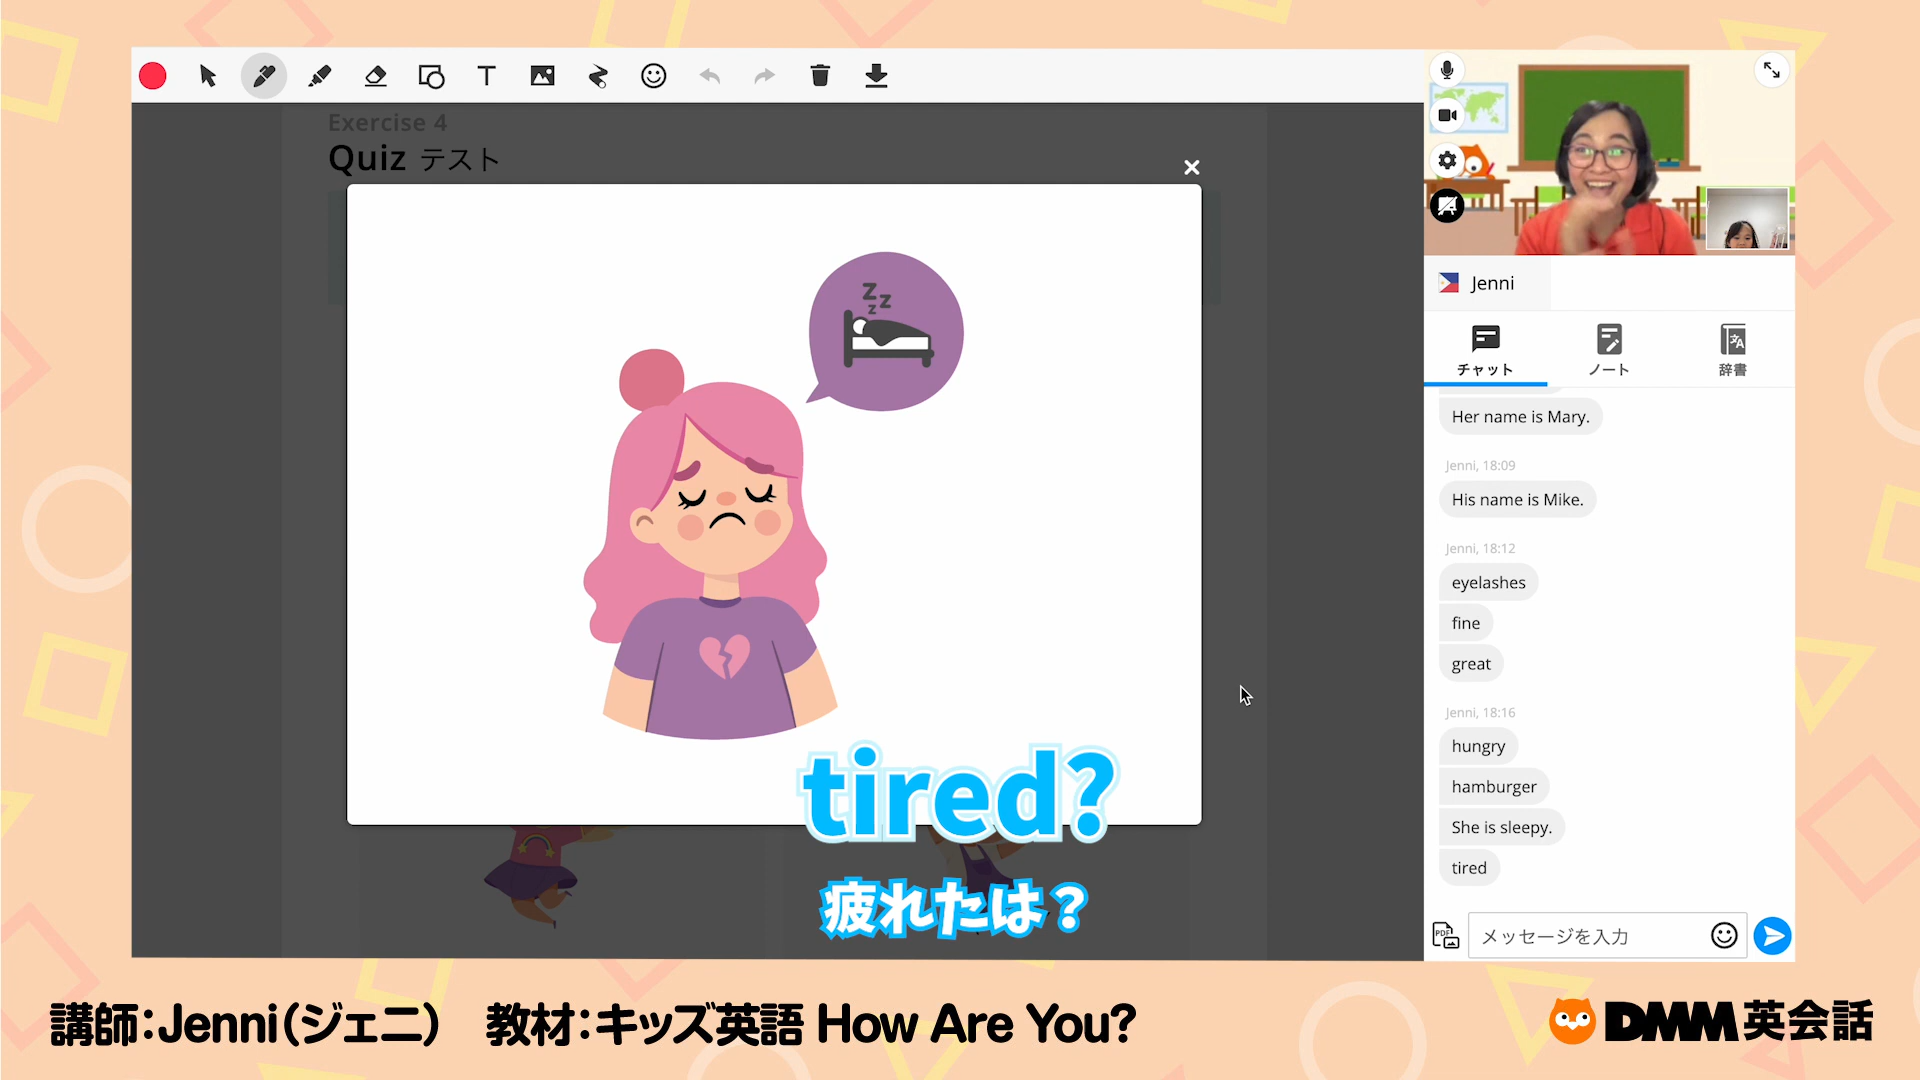 Exercise 4
Quiz テスト
z z z
tired?
疲れたは？
Jenni
チャット
ノート
辞書
Her name is Mary.
Jenni, 18:09
His name is Mike.
Jenni, 18:12
eyelashes
fine
great
Jenni, 18:16
hungry
hamburger
She is sleepy.
tired
PDF
メッセージを入力
講師：Jenni（ジェニ） 教材：キッズ英語 How Are You?
DMM英会話